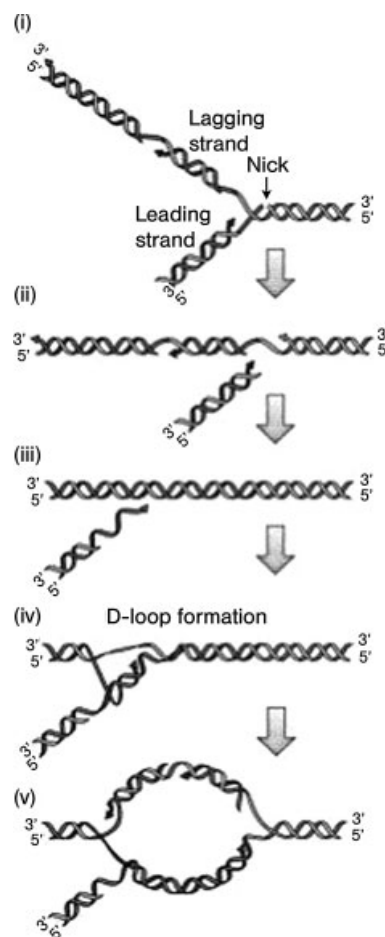 (i)
3'
5'
Lagging
strand
Nick
Leading
strand
3'
5'
3'
5'
(ii)
3'
5'
3'
5'
3'
5'
(iii)
3'
5'
3'
5'
3'
5'
D-loop formation
(iv)
3'
5'
3'
5'
3'
5'
(v)
3'
5'
3'
5'
3'
5'